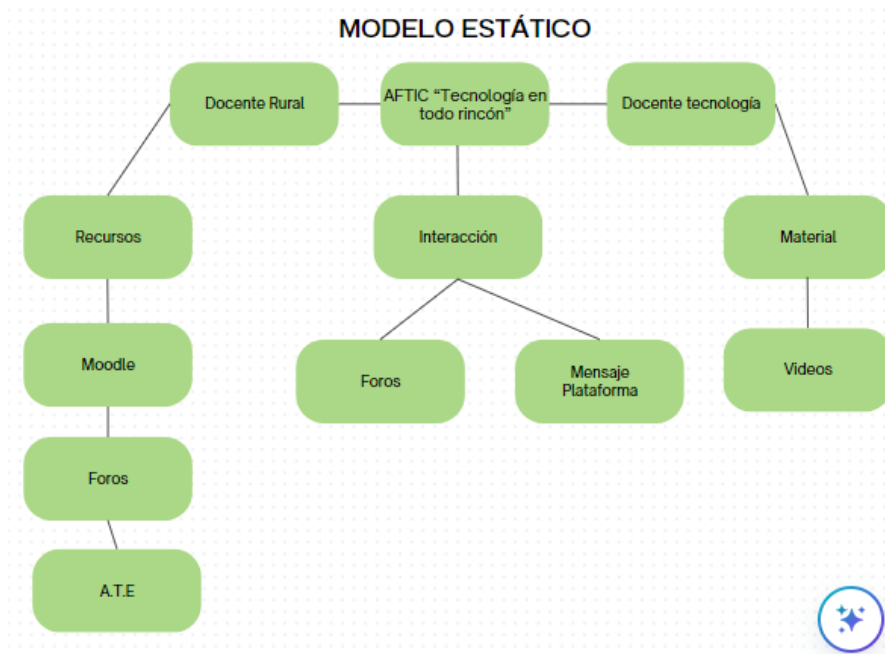 MODELO ESTÁTICO
Docente Rural
AFTIC “Tecnología en
todo rincón”
Docente tecnología
Recursos
Interacción
Material
Moodle
Foros
Mensaje
Plataforma
Videos
Foros
A.T.E